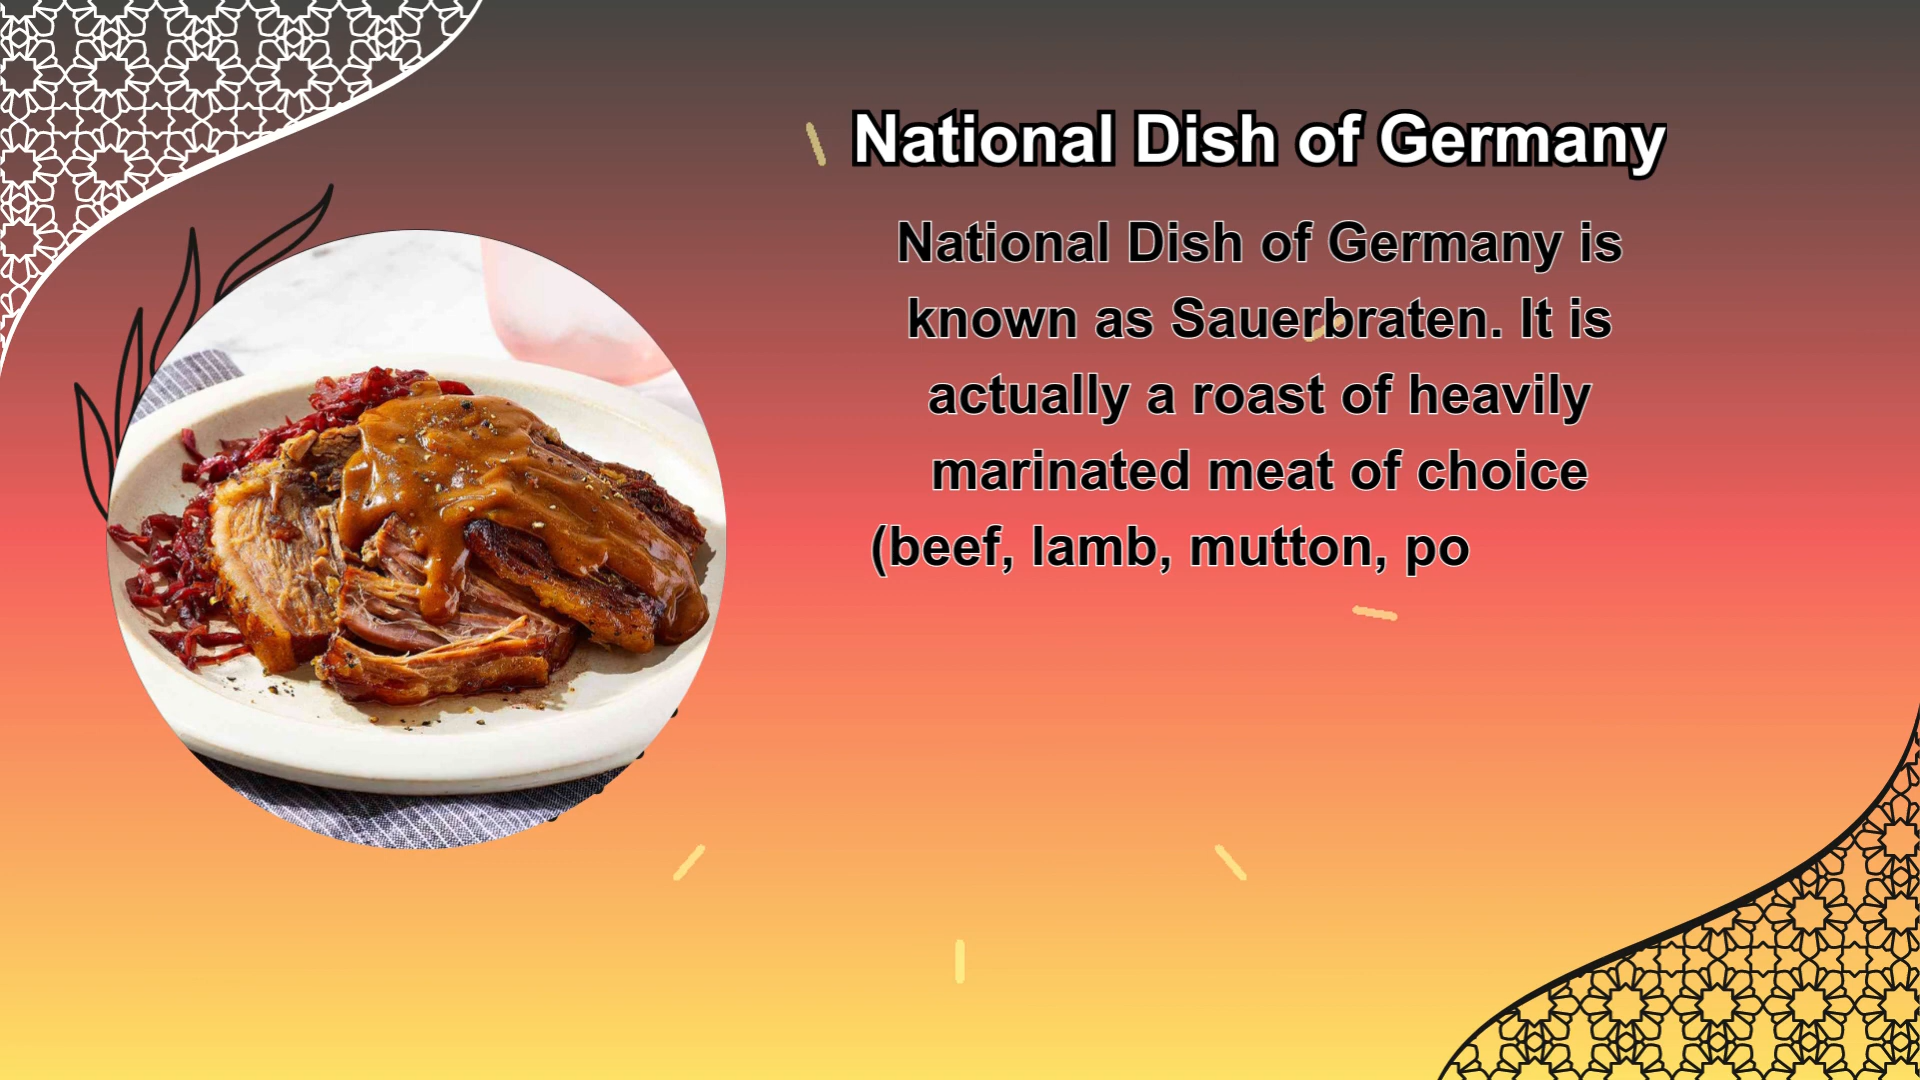 National Dish of Germany
National Dish of Germany is
known as Sauerbraten. It is
actually a roast of heavily
marinated meat of choice
(beef, lamb, mutton, po